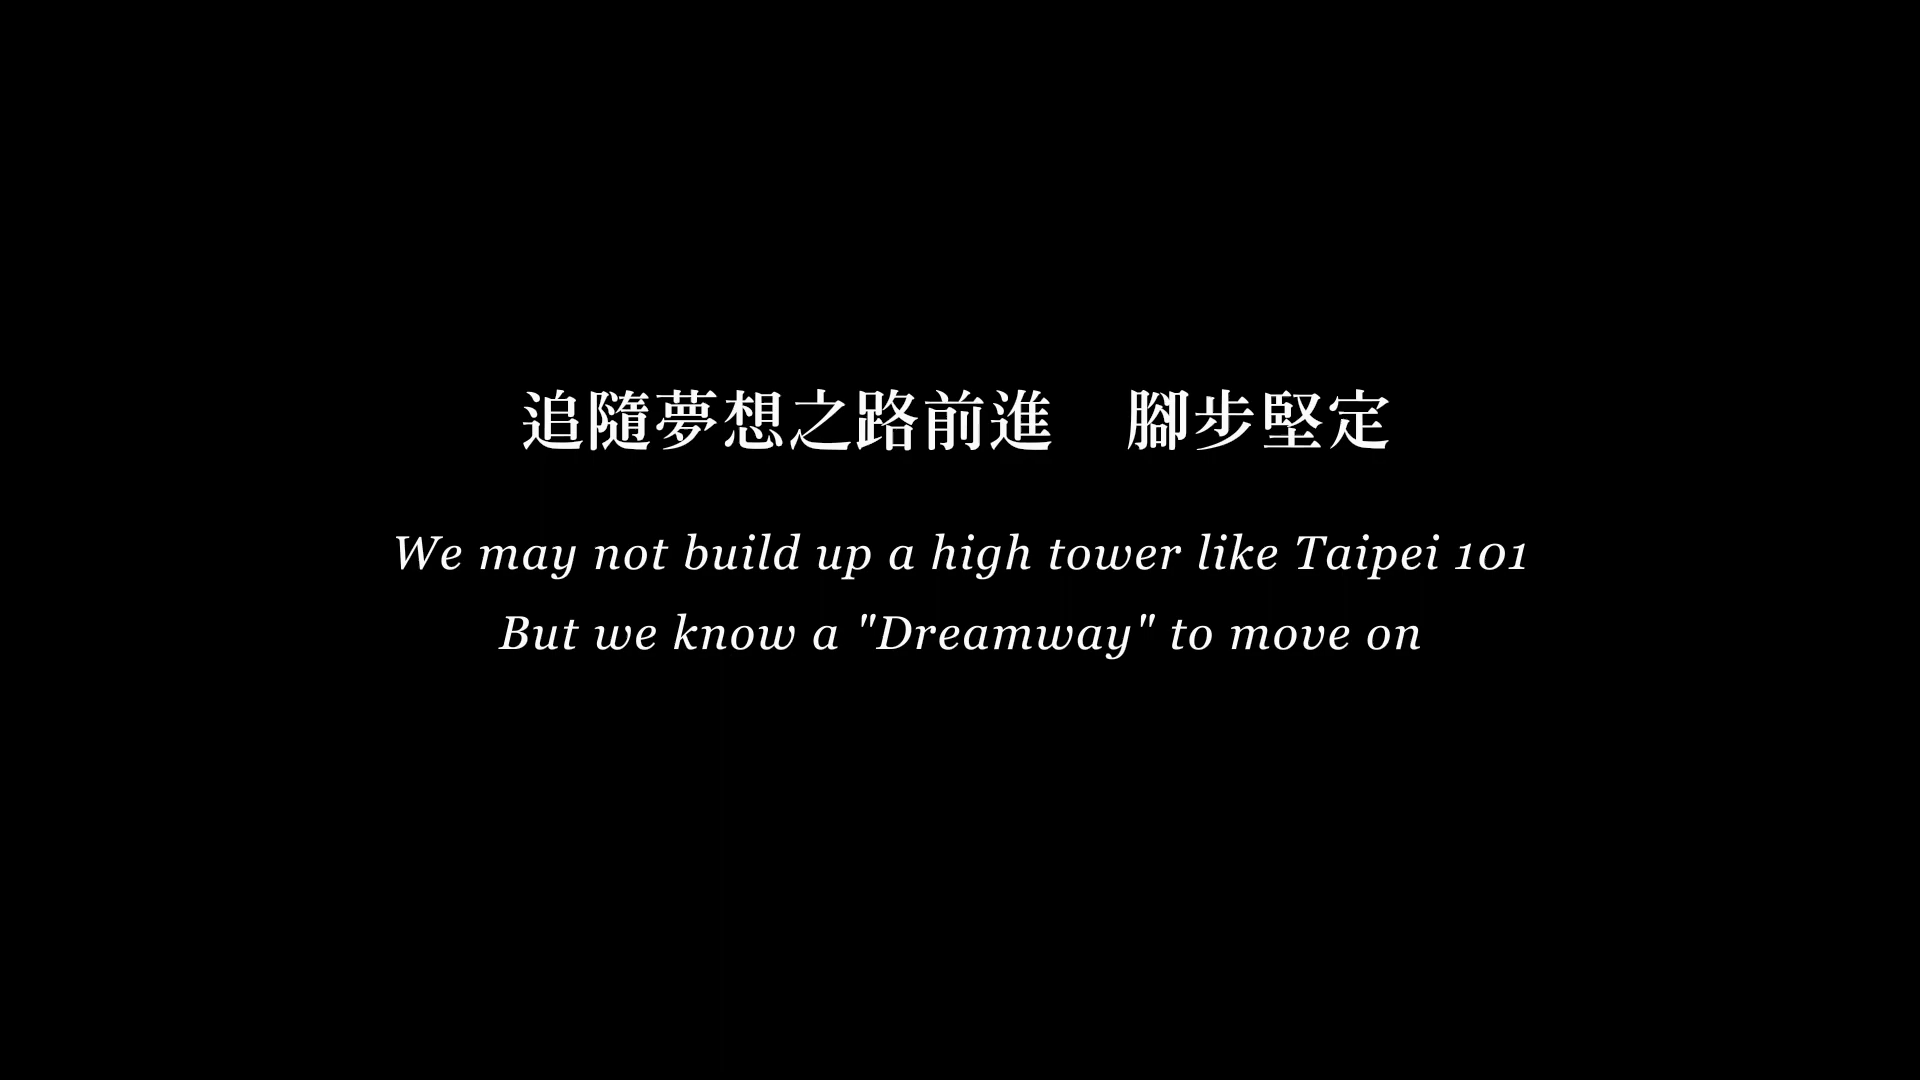 追隨夢想之路前進　腳步堅定
We may not build up a high tower like Taipei 101
But we know a "Dreamway" to move on